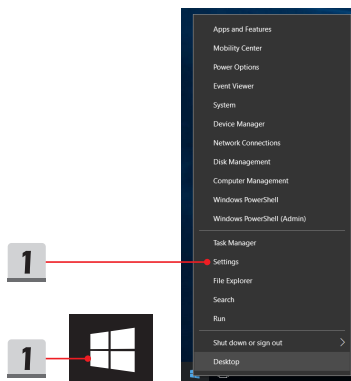 Apps and Features
Mobility Center
Power Options
Event Viewer
System
Device Manager
Network Connections
Disk Management
Computer Management
Windows PowerShell
Windows PowerShell (Admin)
Task Manager
1
Settings
File Explorer
Search
Run
Shut down or sign out
1
Desktop